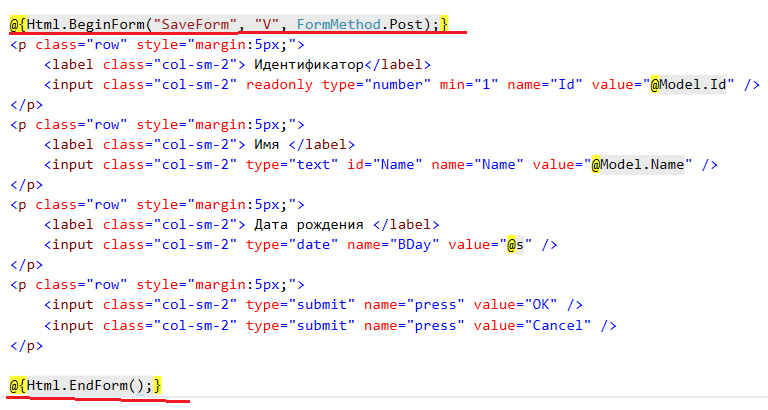 @{Html.BeginForm("SaveForm", "V", FormMethod.Post);}
<p class="row" style="margin:5px;">
<label class="col-sm-2"> Идентификатор</label>
<input class="col-sm-2" readonly type="number" min="1" name="Id" value="@Model.Id" />
</p>
<p class="row" style="margin:5px;">
<label class="col-sm-2"> Имя </label>
<input class="col-sm-2" type="text" id="Name" name="Name" value="@Model.Name" />
</p>
<p class="row" style="margin:5px;">
<label class="col-sm-2"> Дата рождения </label>
<input class="col-sm-2" type="date" name="BDay" value="@s" />
</p>
<p class="row" style="margin:5px;">
<input class="col-sm-2" type="submit" name="press" value="OK" />
<input class="col-sm-2" type="submit" name="press" value="Cancel" />
</p>
@{Html.EndForm();}